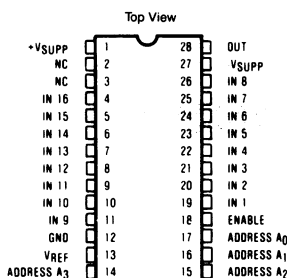 Top View
+VSUPP 1 28 OUT
NC 2 27 VSUPP
NC 3 26 IN 8
IN 16 4 25 IN 7
IN 15 5 24 IN 6
IN 14 6 23 IN 5
IN 13 7 22 IN 4
IN 12 8 21 IN 3
IN 11 9 20 IN 2
IN 10 10 19 IN 1
IN 9 11 18 ENABLE
GND 12 17 ADDRESS A0
VREF 13 16 ADDRESS A1
ADDRESS A3 14 15 ADDRESS A2